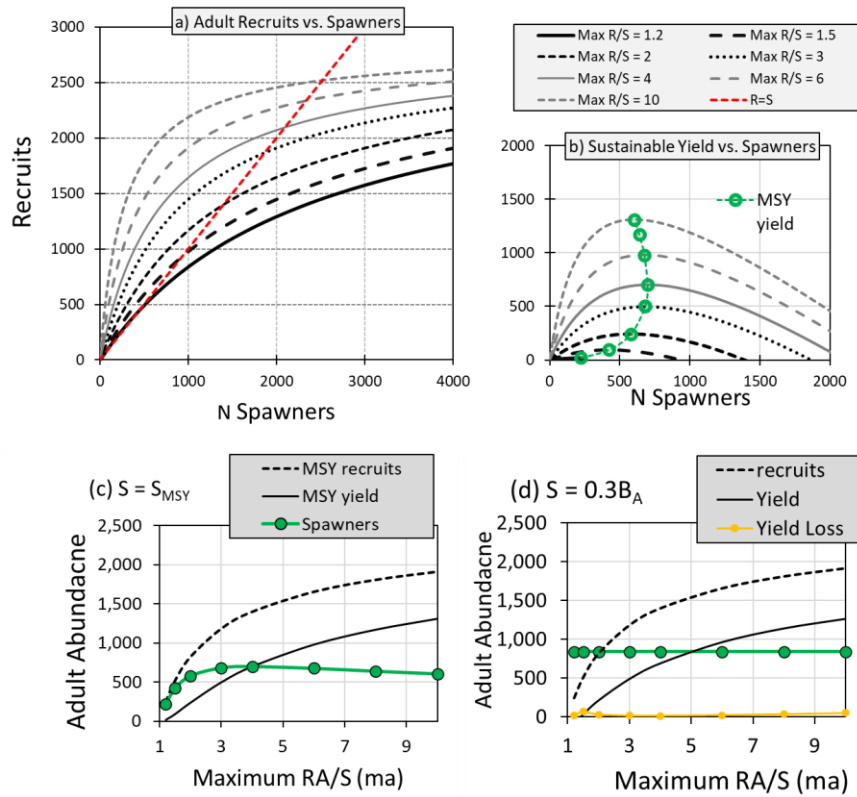 a) Adult Recruits vs. Spawners
3000
2500
2000
1500
1000
500
0
Recruits
0 1000 2000 3000 4000
N Spawners
Max R/S = 1.2 Max R/S = 1.5
Max R/S = 2 Max R/S = 3
Max R/S = 4 Max R/S = 6
Max R/S = 10 R=S
b) Sustainable Yield vs. Spawners
2000
1500
1000
500
0
MSY
yield
0 500 1000 1500 2000
N Spawners
(c) S = SMSY
MSY recruits
MSY yield
Spawners
2,500
2,000
1,500
1,000
500
0
Adult Abundacne
1 3 5 7 9
Maximum RA/S (ma)
(d) S = 0.3BA
recruits
Yield
Yield Loss
2,500
2,000
1,500
1,000
500
0
Adult Abundacne
1 3 5 7 9
Maximum RA/S (ma)